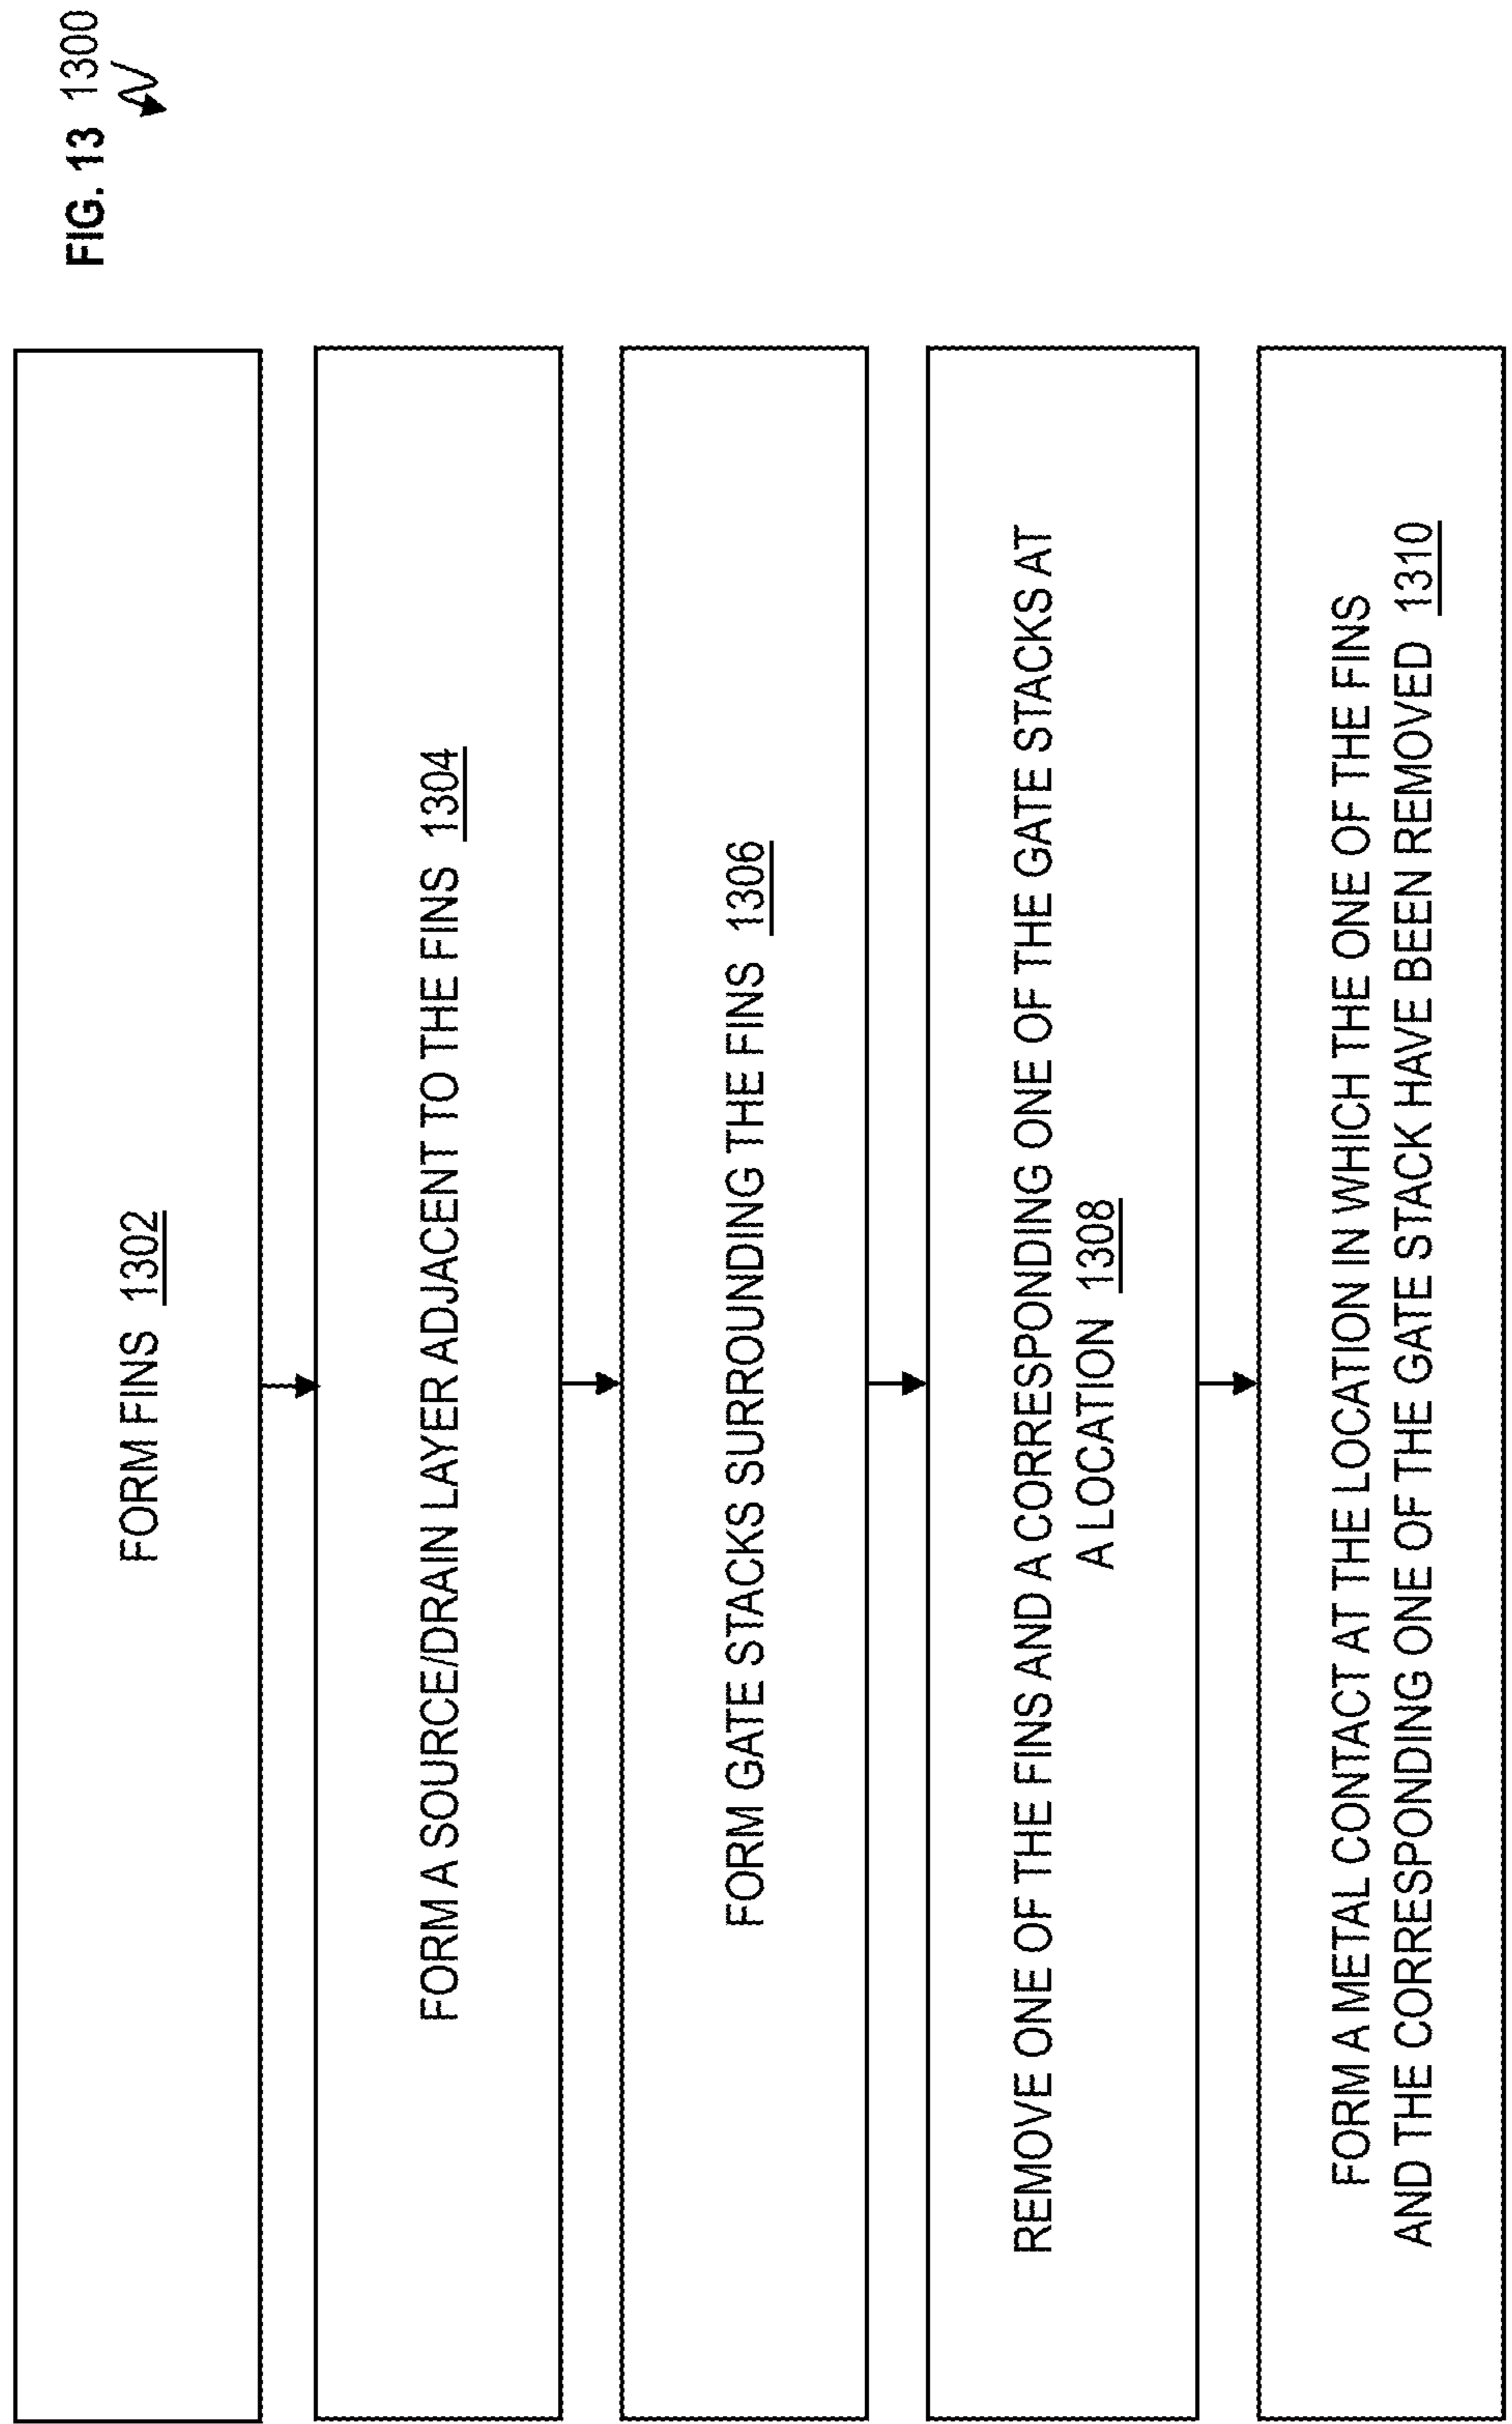 FIG. 13 1300
FORM FINS 1302
FORM A SOURCE/DRAIN LAYER ADJACENT TO THE FINS 1304
FORM GATE STACKS SURROUNDING THE FINS 1306
REMOVE ONE OF THE FINS AND A CORRESPONDING ONE OF THE GATE STACKS AT
A LOCATION 1308
FORM A METAL CONTACT AT THE LOCATION IN WHICH THE ONE OF THE FINS
AND THE CORRESPONDING ONE OF THE GATE STACK HAVE BEEN REMOVED 1310